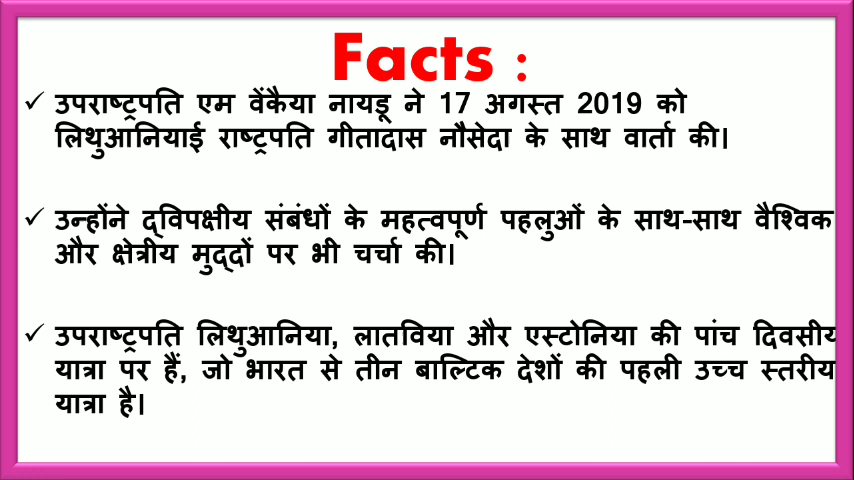 Facts :
✓ उपराष्ट्रपति एम वेंकैया नायडू ने 17 अगस्त 2019 को
लिथुआनियाई राष्ट्रपति गीतादास नौसेदा के साथ वार्ता की।
✓ उन्होंने द्विपक्षीय संबंधों के महत्वपूर्ण पहलुओं के साथ-साथ वैश्विक
और क्षेत्रीय मुद्दों पर भी चर्चा की।
✓ उपराष्ट्रपति लिथुआनिया, लातविया और एस्टोनिया की पांच दिवसीय
यात्रा पर हैं, जो भारत से तीन बाल्टिक देशों की पहली उच्च स्तरीय
यात्रा है।